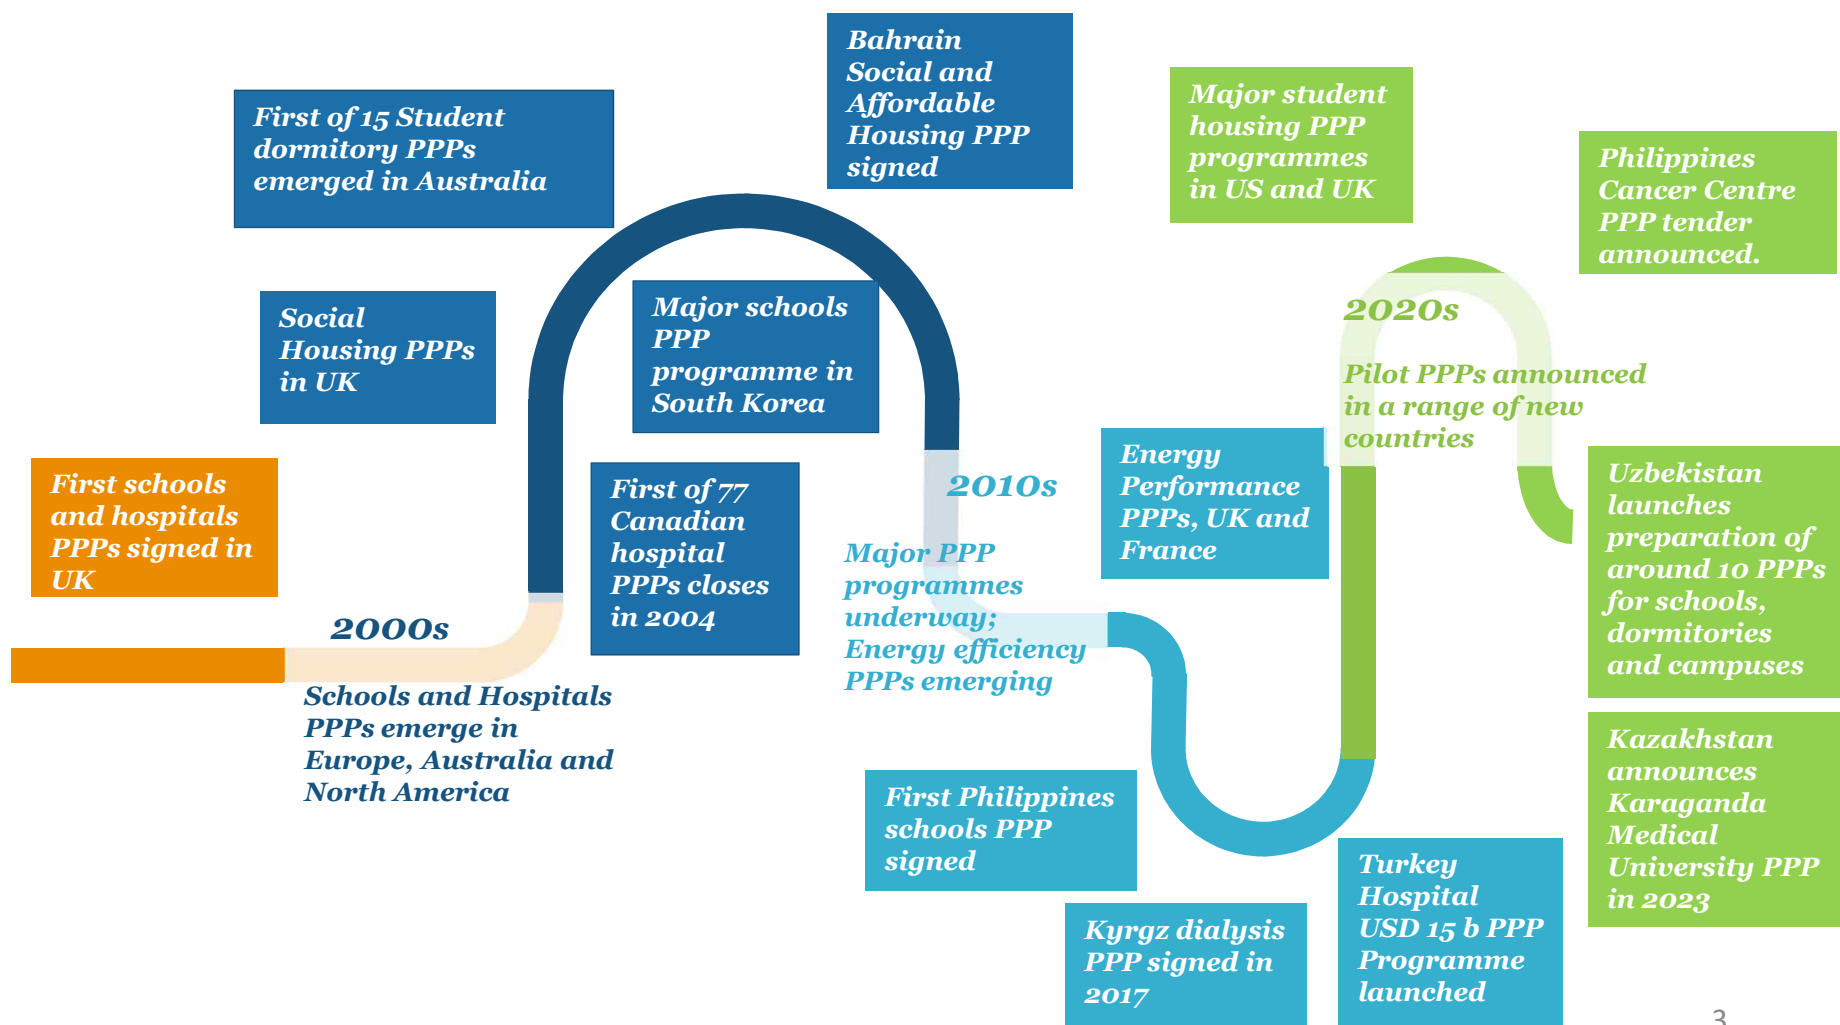 First schools
and hospitals
PPPs signed in
UK
2000s
Schools and Hospitals
PPPs emerge in
Europe, Australia and
North America
Social
Housing PPPs
in UK
First of 15 Student
dormitory PPPs
emerged in Australia
First of 77
Canadian
hospital
PPPs closes
in 2004
Major schools
PPP
programme in
South Korea
Bahrain
Social and
Affordable
Housing PPP
signed
2010s
Major PPP
programmes
underway;
Energy efficiency
PPPs emerging
First Philippines
schools PPP
signed
Kyrgz dialysis
PPP signed in
2017
Energy
Performance
PPPs, UK and
France
Turkey
Hospital
USD 15 b PPP
Programme
launched
2020s
Pilot PPPs announced
in a range of new
countries
Major student
housing PPP
programmes
in US and UK
Philippines
Cancer Centre
PPP tender
announced.
Uzbekistan
launches
preparation of
around 10 PPPs
for schools,
dormitories
and campuses
Kazakhstan
announces
Karaganda
Medical
University PPP
in 2023
3